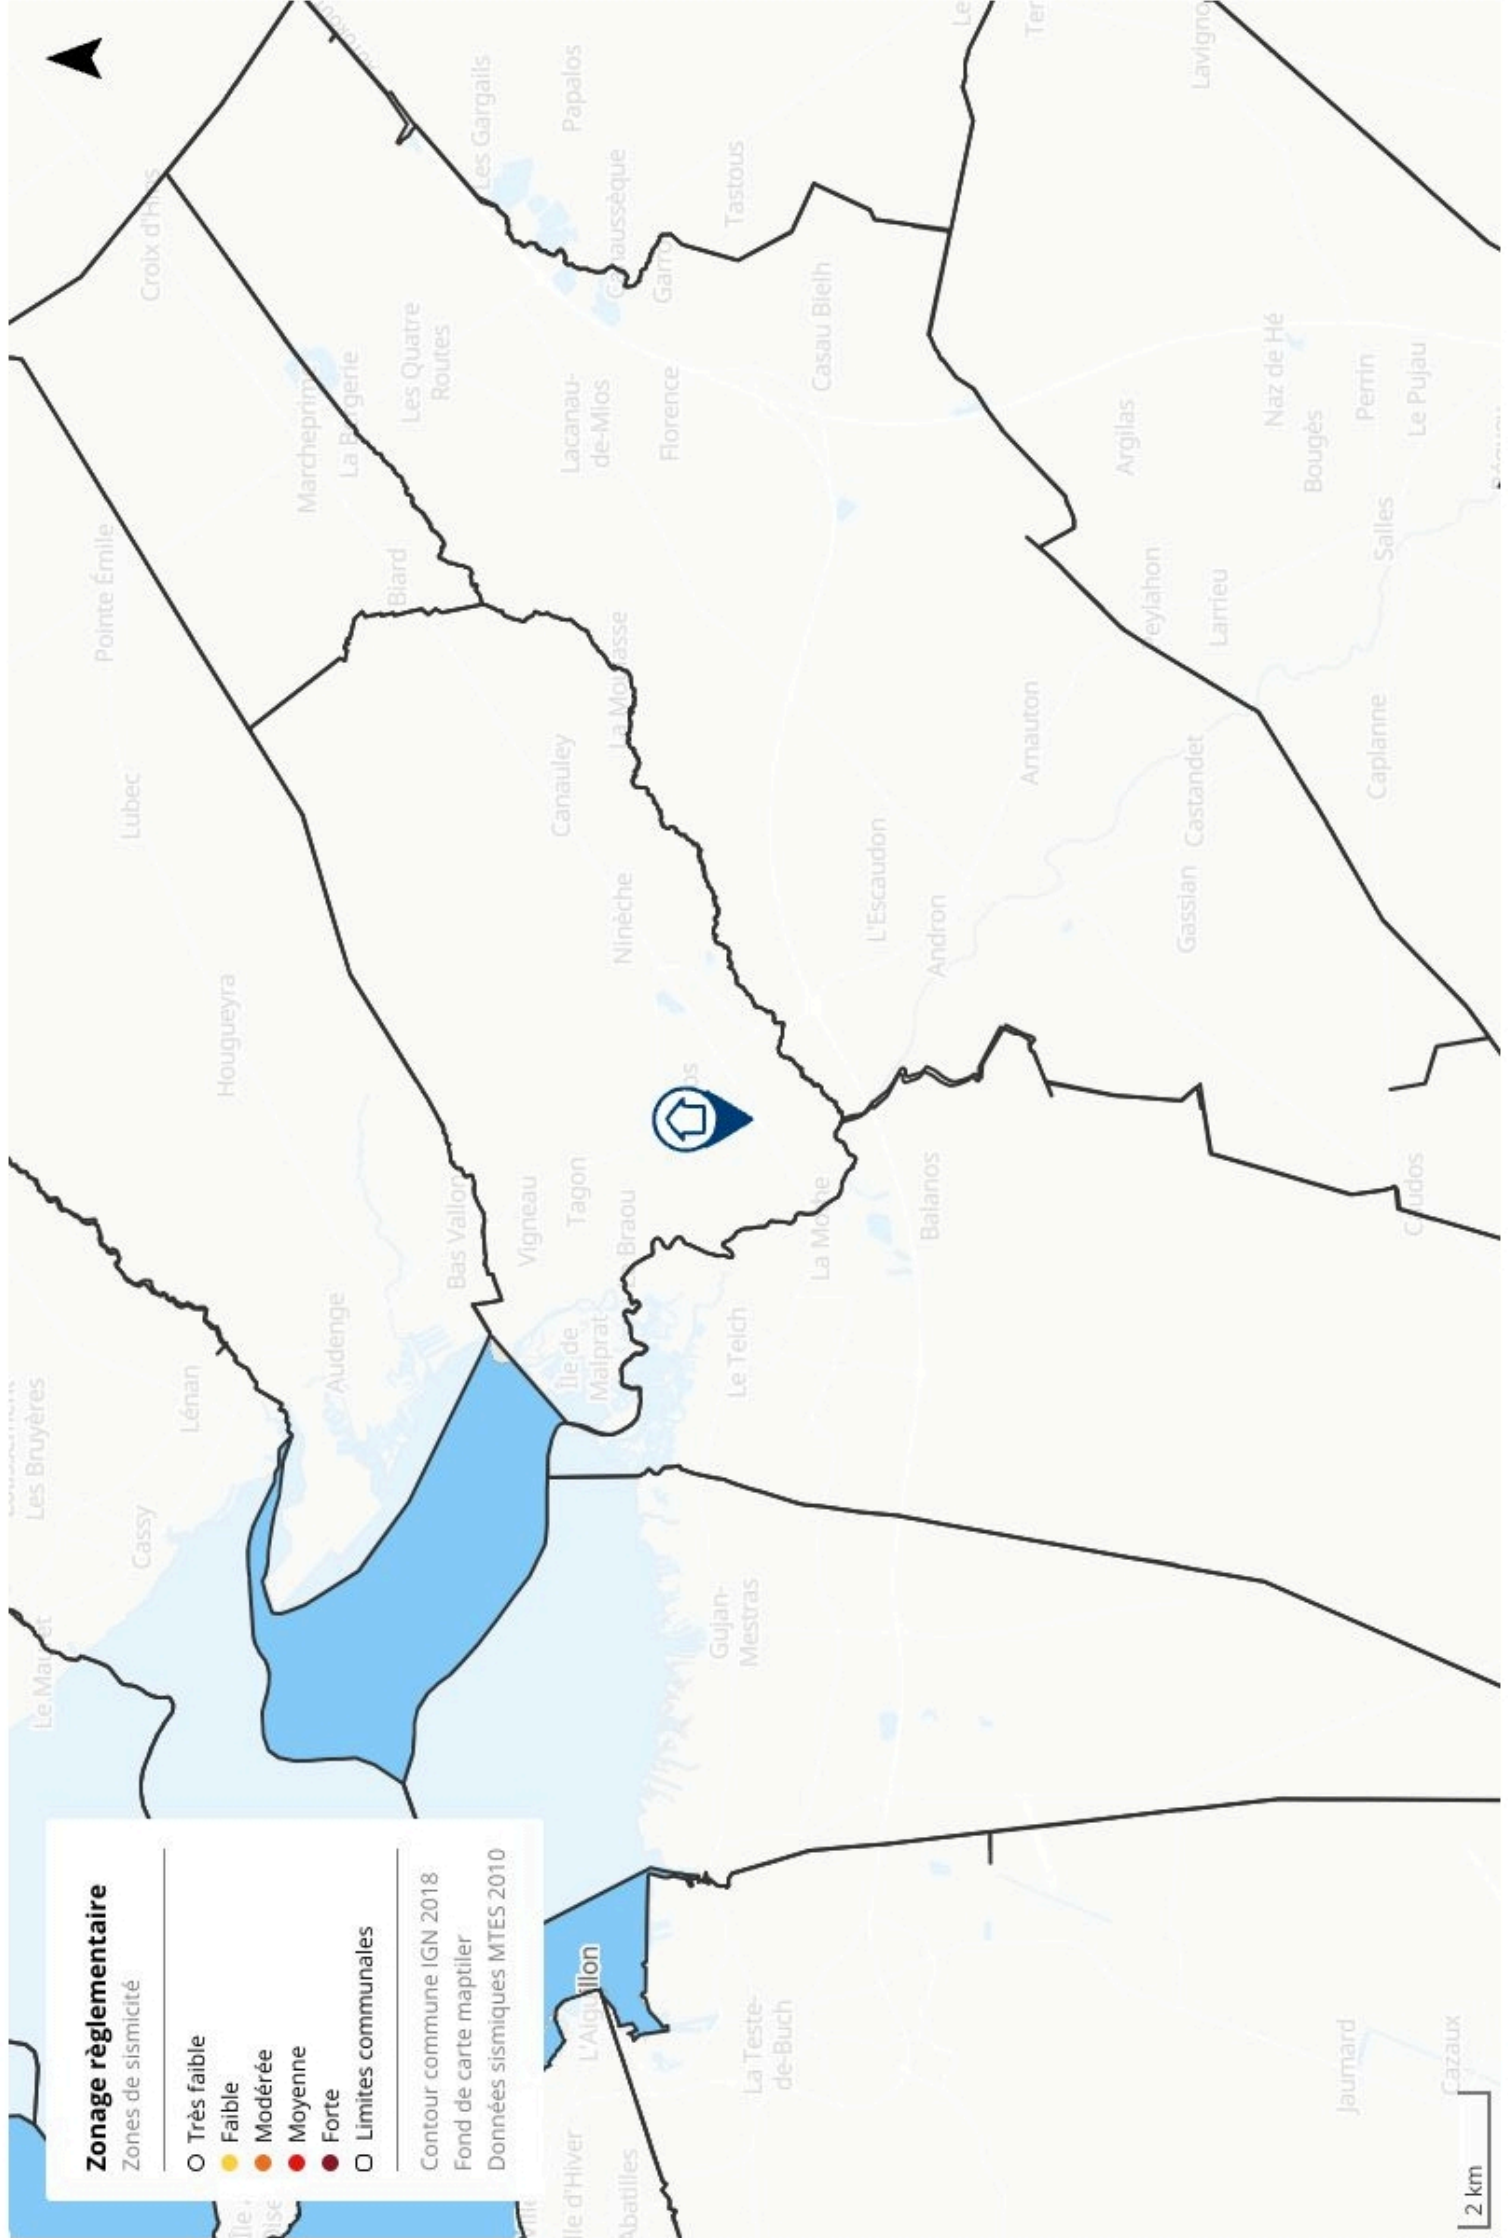 Zonage règlementaire
Zones de sismicité
Très faible
Faible
Modérée
Moyenne
Forte
Limites communales
Contour commune IGN 2018
Fond de carte maptiler
Données sismiques MTES 2010
2 km
Les Bruyères
Cassy
Lénan
Audenge
Hougueyra
Lubec
Pointe Émile
Croix d'Hins
Marcheprime
La Bergerie
Les Quatre
Routes
Biard
Les Gargails
Papalos
Tastous
Lacanau-
de-Mios
Florence
Casau Bielh
Canauley
Ninèche
Bas Vallon
Vigneau
Tagon
Île de
Malprat
Le Teich
La Mothe
Balanos
L'Escaudon
Andron
Arnauton
Castandet
Gassian
Argilas
Larrieu
Caplanne
Salles
Naz de Hé
Bougès
Perrin
Le Pujau
Caudos
Gujan-
Mestras
L'Aiguillon
La Teste-
de-Buch
Jaumard
Cazaux